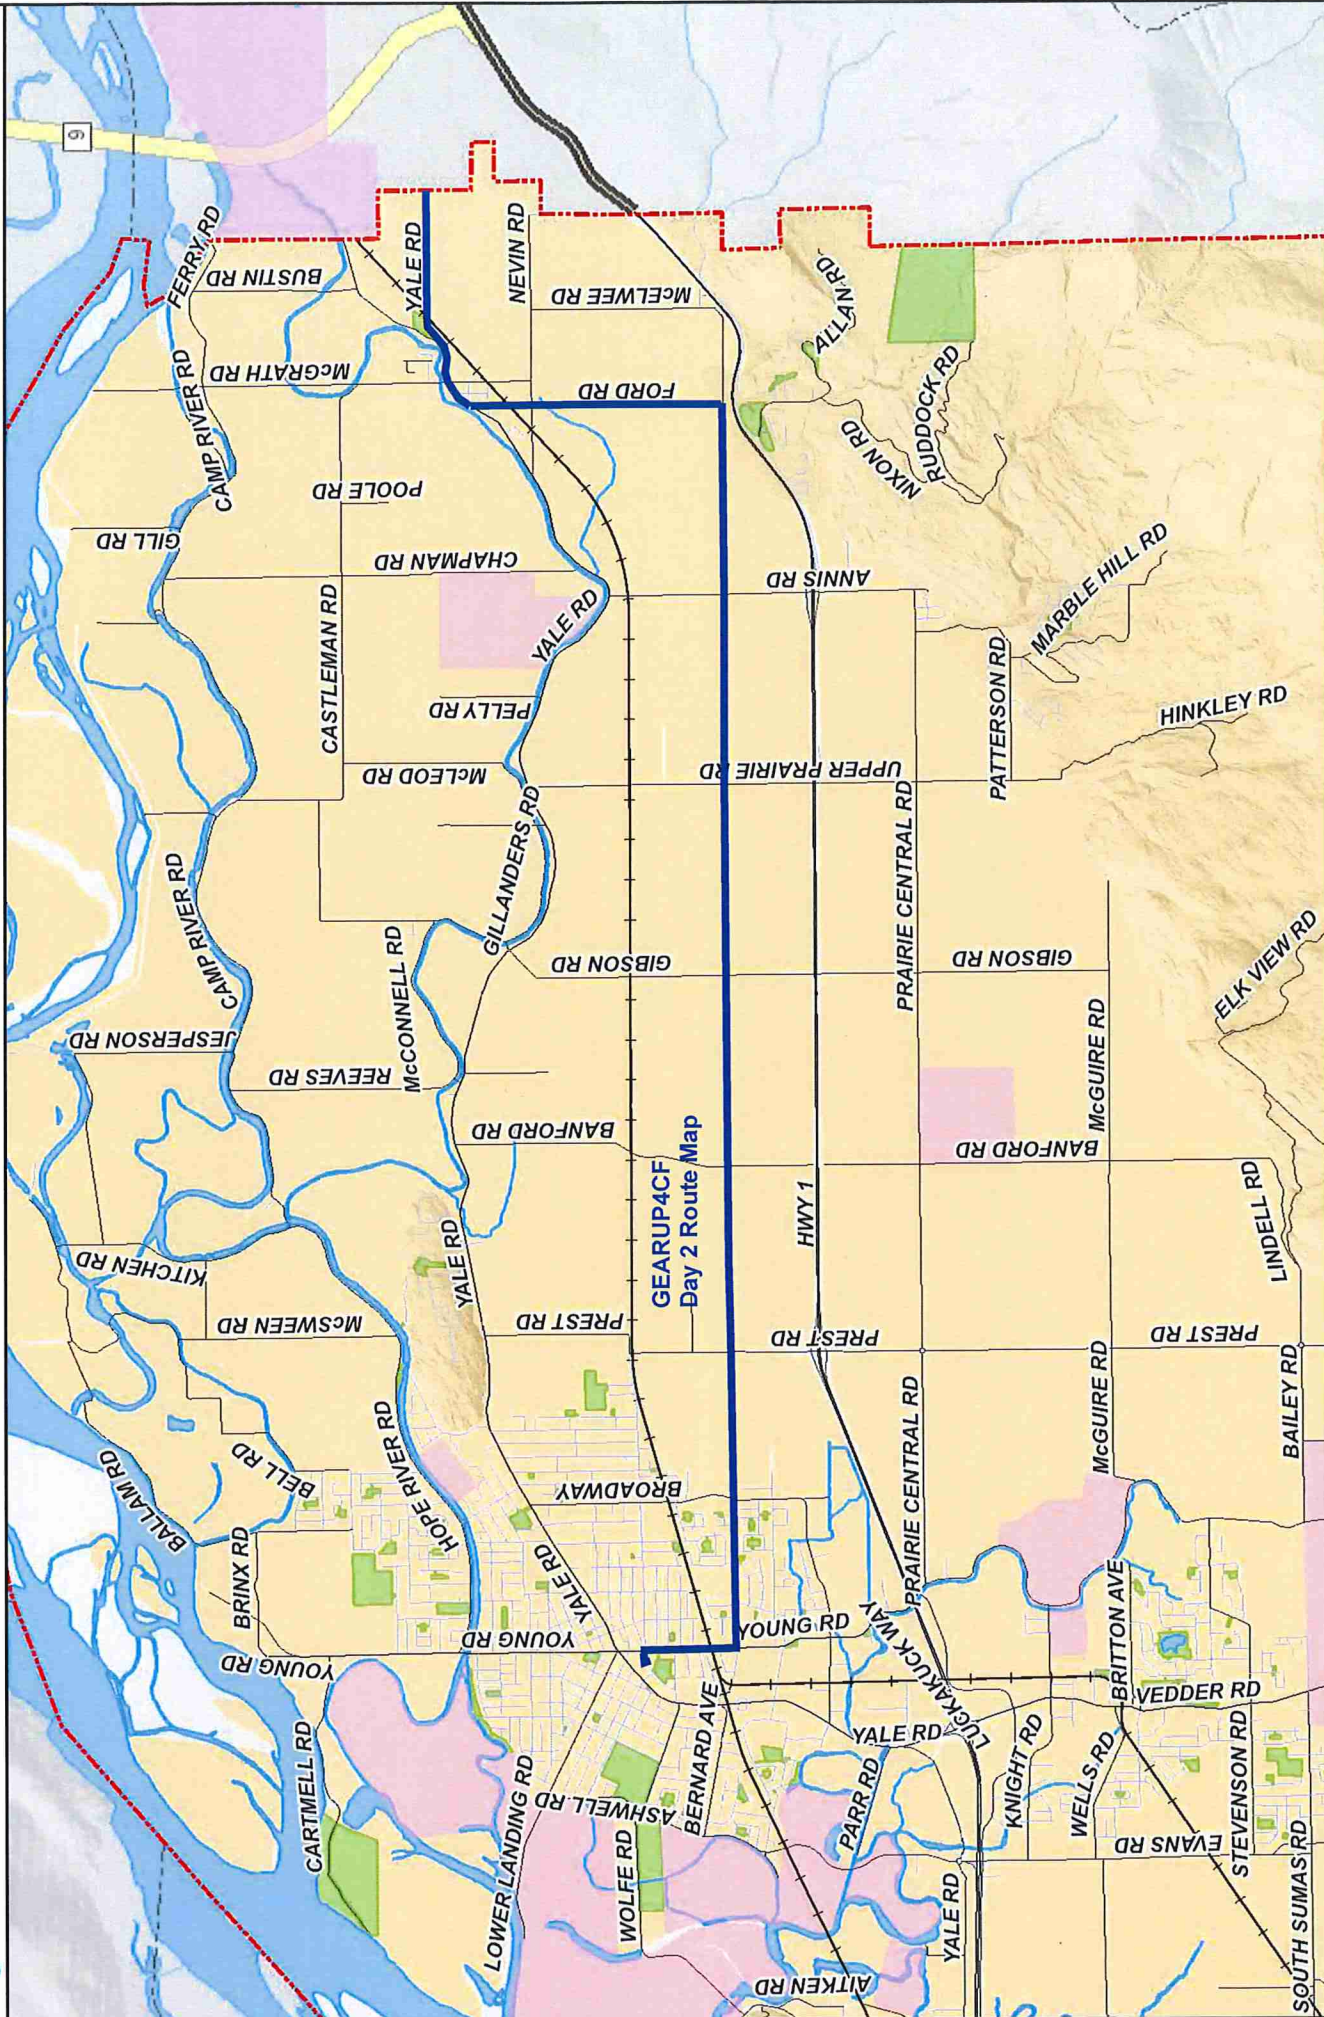 9
FERRY RD
BUSTIN RD
YALE RD
NEVIN RD
McELWEE RD
ALLAN RD
McGRATH RD
CAMP RIVER RD
FORD RD
RUDDOCK RD
NIXON RD
POOLE RD
GILL RD
CHAPMAN RD
ANNIS RD
MARBLE HILL RD
CASTLEMAN RD
YALE RD
PATTERSON RD
PELLY RD
HINKLEY RD
McLEOD RD
UPPER PRAIRIE RD
GILLANDERS RD
PRAIRIE CENTRAL RD
CAMP RIVER RD
McCONNELL RD
GIBSON RD
GIBSON RD
ELK VIEW RD
JESPERSON RD
REEVES RD
McGUIRE RD
BANFORD RD
BANFORD RD
GEARUP4CF
Day 2 Route Map
HWY 1
LINDELL RD
KITCHEN RD
YALE RD
McSWEEN RD
PREST RD
PREST RD
PREST RD
McGUIRE RD
BAILEY RD
PRAIRIE CENTRAL RD
HOPE RIVER RD
BELL RD
BALLAM RD
BROADWAY
BRINX RD
YALE RD
YOUNG RD
YOUNG RD
YOUNG RD
LUCKAKUCK WAY
BRITTON AVE
VEDDER RD
CARTMELL RD
BERNARD AVE
YALE RD
KNIGHT RD
WELLS RD
STEVENSON RD
LOWER LANDING RD
ASHWELL RD
PARR RD
EVANS RD
WOLFE RD
YALE RD
AITKEN RD
SOUTH SUMAS RD